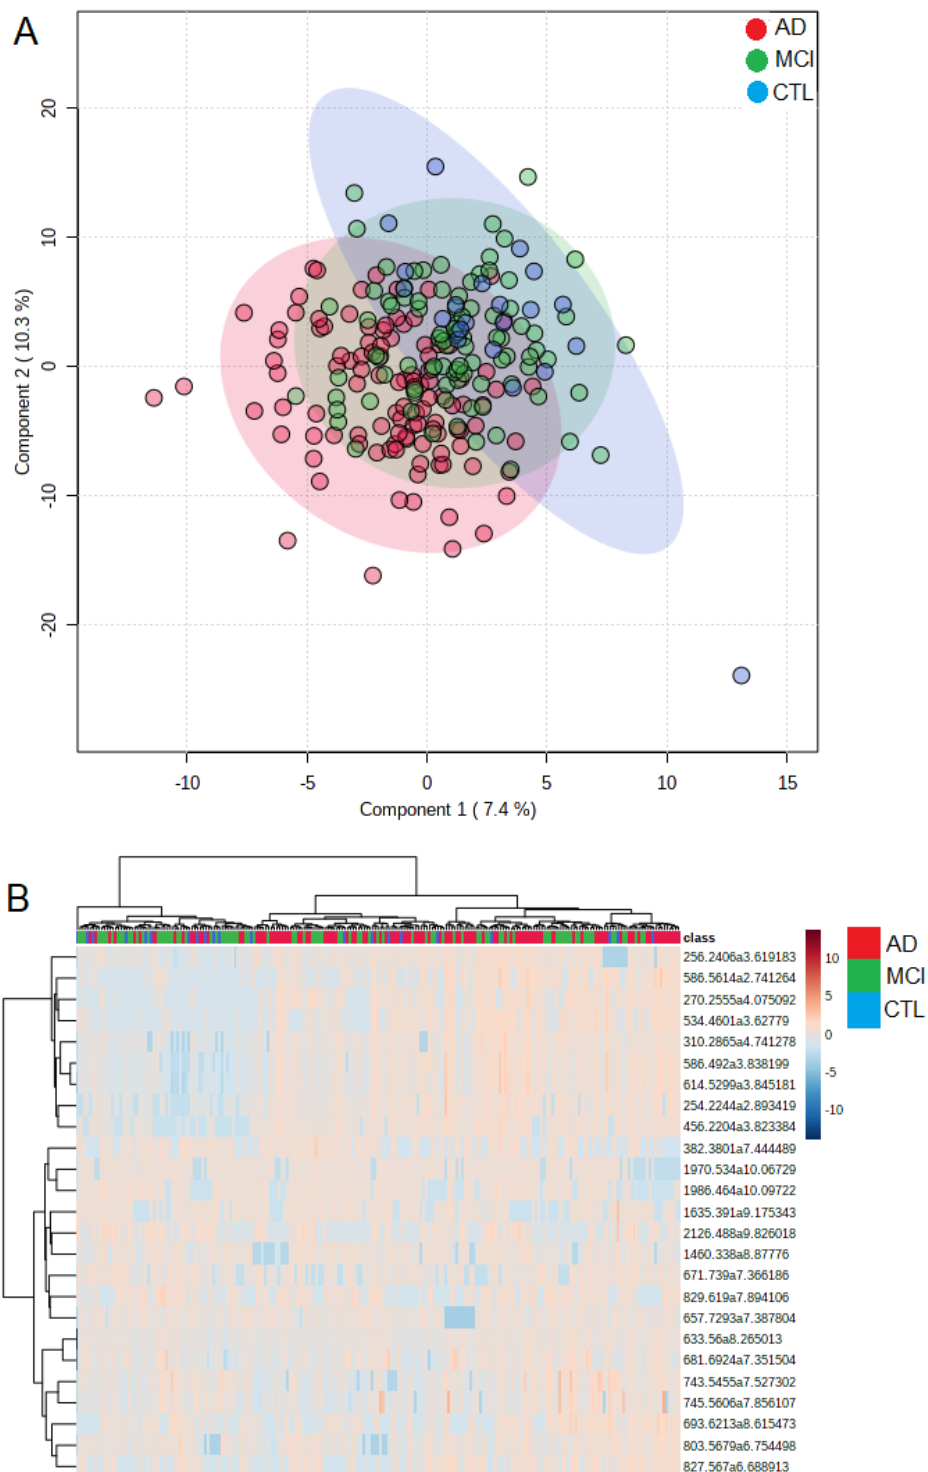 A
AD
MCI
CTL
20
10
0
-10
-20
Component 2 ( 10.3 %)
-10
-5
0
5
10
15
Component 1 ( 7.4 %)
B
class
256.2406a3.619183
586.5614a2.741264
270.2555a4.075092
534.4601a3.62779
310.2865a4.741278
586.492a3.838199
614.5299a3.845181
254.2244a2.893419
456.2204a3.823384
382.3801a7.444489
1970.534a10.06729
1986.464a10.09722
1635.391a9.175343
2126.488a9.826018
1460.338a8.87776
671.739a7.366186
829.619a7.894106
657.7293a7.387804
633.56a8.265013
681.6924a7.351504
743.5455a7.527302
745.5606a7.856107
693.6213a8.615473
803.5679a6.754498
827.567a6.688913
10
5
0
-5
-10
AD
MCI
CTL